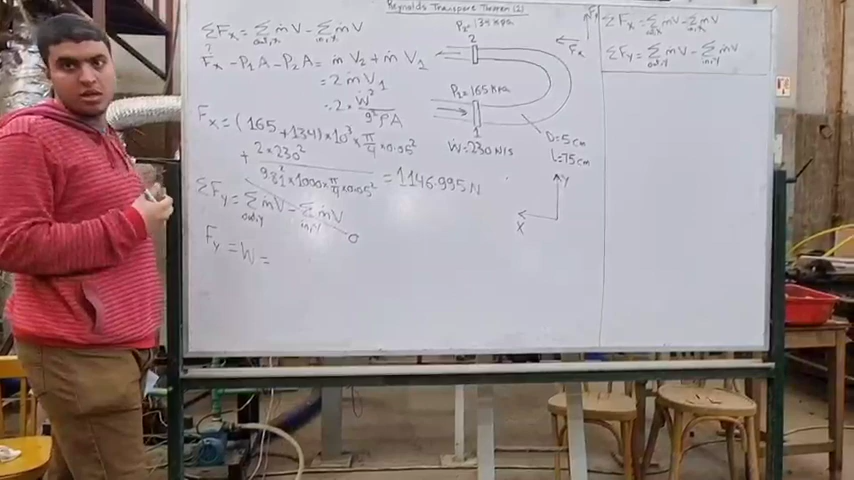 Reynolds Transpose Theorem (2)
ΣFx = Σ ṁV - Σ ṁV
out,x in,x
?
Fx - P1A - P2A = ṁ V2 + ṁ V1
= 2 ṁ V1
= 2 * Ẇ² / g²ρA
Fx = (165 + 134) * 10³ * π/4 * 0.05²
+ 2 * 230² / 9.81² * 1000 * π/4 * 0.05² = 1146.995 N
ΣFy = Σ ṁV - Σ ṁV 0
out,y in,y
Fy = W =
P2 = 134 KPa
2
Fx
P1 = 165 KPa
1
Ẇ = 230 N/s
D = 5 cm
L = 75 cm
y
x
ΣFx = Σ ṁV - Σ ṁV
out,x in,x
ΣFy = Σ ṁV - Σ ṁV
out,y in,y